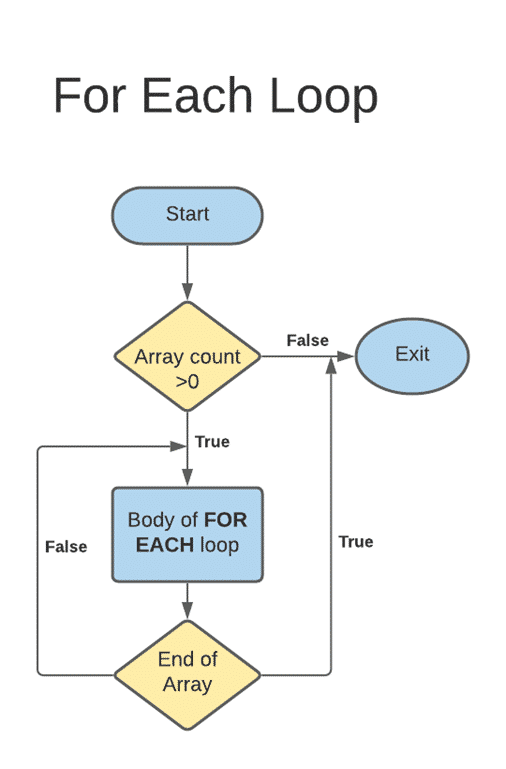 For Each Loop
Start
Array count
>0
False
Exit
True
Body of FOR
EACH loop
False
True
End of
Array